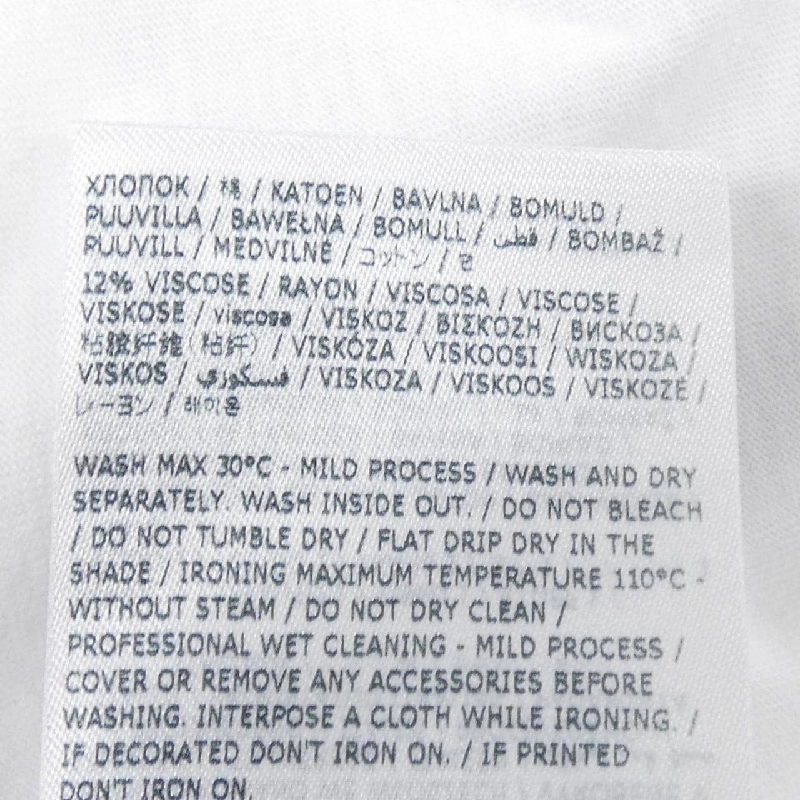 ХЛОПОК / 棉 / KATOEN / BAVLNA / BOMULD /
PUUVILLA / BAWEŁNA / BOMULL / قطن / BOMBAŽ /
PUUVILL / MEDVILNĖ / コットン / 면
12% VISCOSE / RAYON / VISCOSA / VISCOSE /
VISKOSE / viscosa / VISKOZ / ΒΙΣΚΟΖΗ / ВИСКОЗА /
粘胶纤维（粘纤） / VISKÓZA / VISKOOSI / WISKOZA /
VISKOS / فسكوزي / VISKOZA / VISKOOS / VISKOZĖ /
レーヨン / 레이온
WASH MAX 30°C - MILD PROCESS / WASH AND DRY
SEPARATELY. WASH INSIDE OUT. / DO NOT BLEACH
/ DO NOT TUMBLE DRY / FLAT DRIP DRY IN THE
SHADE / IRONING MAXIMUM TEMPERATURE 110°C -
WITHOUT STEAM / DO NOT DRY CLEAN /
PROFESSIONAL WET CLEANING - MILD PROCESS /
COVER OR REMOVE ANY ACCESSORIES BEFORE
WASHING. INTERPOSE A CLOTH WHILE IRONING. /
IF DECORATED DON'T IRON ON. / IF PRINTED
DON'T IRON ON.